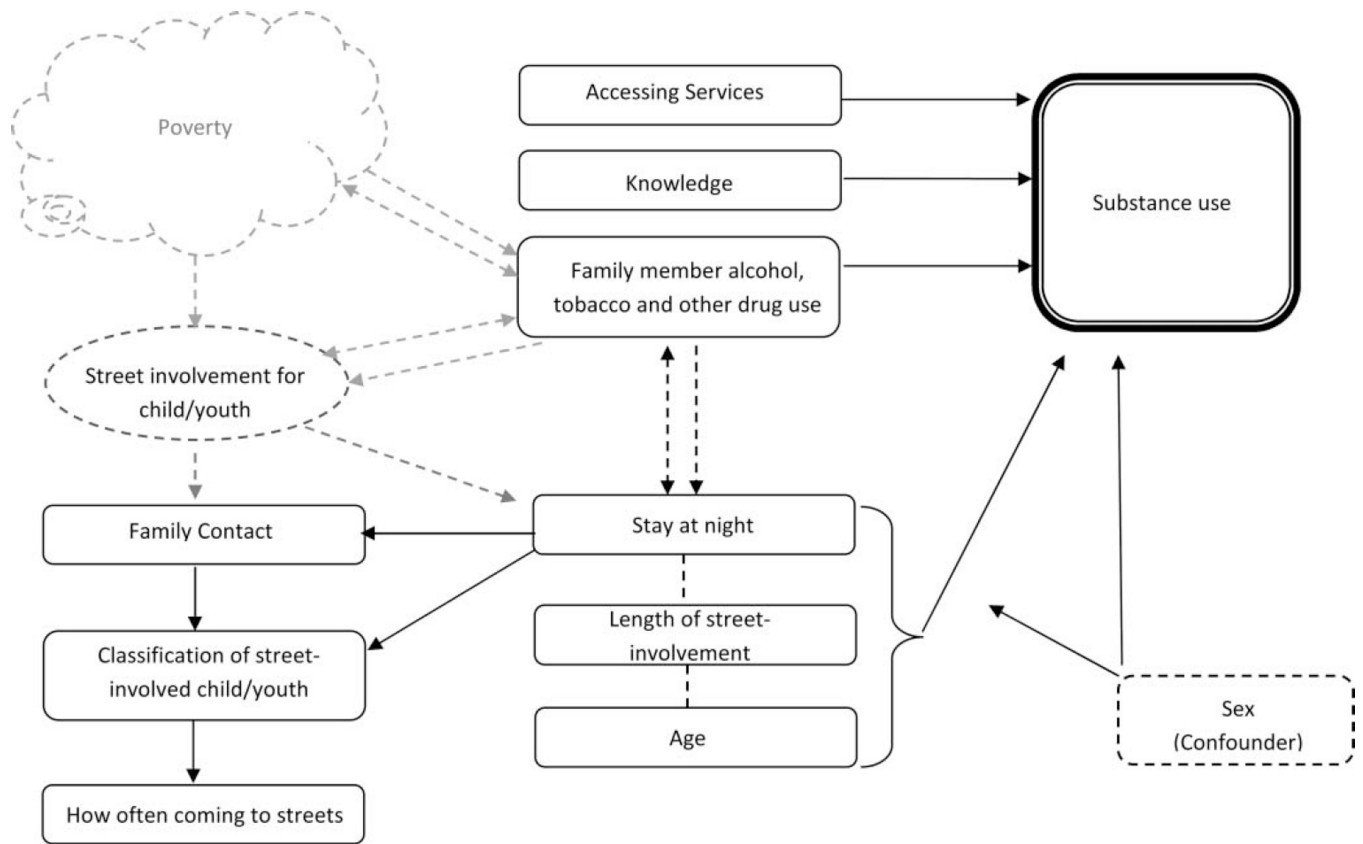 Accessing Services
Poverty
Knowledge
Substance use
Family member alcohol,
tobacco and other drug use
Street involvement for
child/youth
Family Contact
Stay at night
Length of street-
involvement
Classification of street-
involved child/youth
Age
Sex
(Confounder)
How often coming to streets